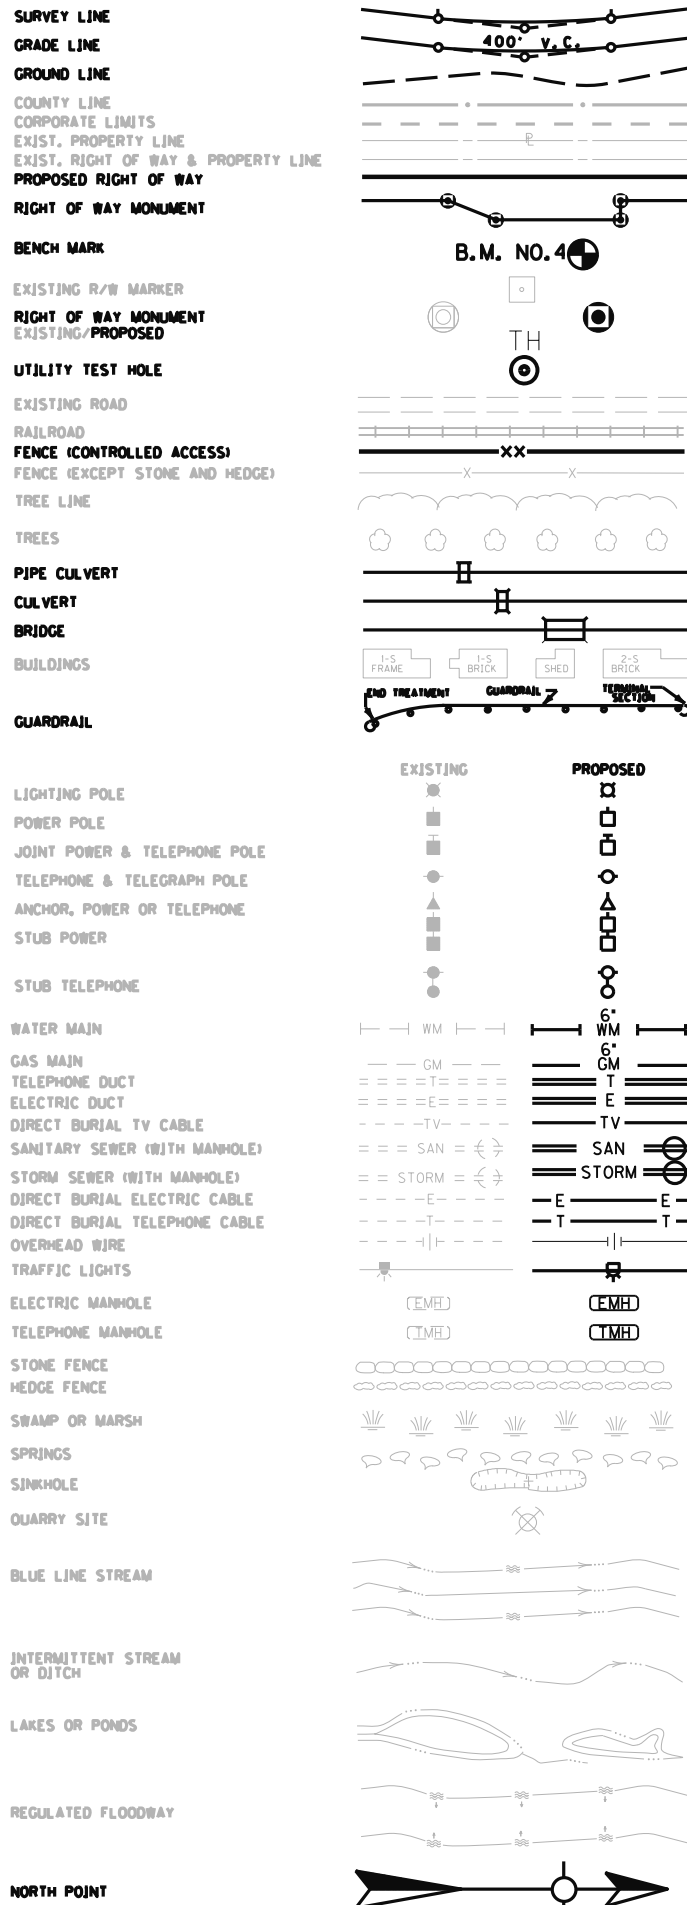 SURVEY LINE
GRADE LINE
400' V.C.
GROUND LINE
COUNTY LINE
CORPORATE LIMITS
EXIST. PROPERTY LINE
PL
EXIST. RIGHT OF WAY & PROPERTY LINE
PROPOSED RIGHT OF WAY
RIGHT OF WAY MONUMENT
BENCH MARK
B.M. NO.4
EXISTING R/W MARKER
RIGHT OF WAY MONUMENT
EXISTING/PROPOSED
TH
UTILITY TEST HOLE
EXISTING ROAD
RAILROAD
FENCE (CONTROLLED ACCESS)
XX
FENCE (EXCEPT STONE AND HEDGE)
X X
TREE LINE
TREES
PIPE CULVERT
CULVERT
BRIDGE
BUILDINGS
1-S FRAME
1-S BRICK
SHED
2-S BRICK
END TREATMENT
GUARDRAIL
TERMINAL SECTION
GUARDRAIL
EXISTING PROPOSED
LIGHTING POLE
POWER POLE
JOINT POWER & TELEPHONE POLE
TELEPHONE & TELEGRAPH POLE
ANCHOR, POWER OR TELEPHONE
STUB POWER
STUB TELEPHONE
WATER MAIN WM 6" WM
GAS MAIN GM 6" GM
TELEPHONE DUCT T T
ELECTRIC DUCT E E
DIRECT BURIAL TV CABLE TV TV
SANITARY SEWER (WITH MANHOLE) SAN SAN
STORM SEWER (WITH MANHOLE) STORM STORM
DIRECT BURIAL ELECTRIC CABLE E E E
DIRECT BURIAL TELEPHONE CABLE T T T
OVERHEAD WIRE
TRAFFIC LIGHTS
ELECTRIC MANHOLE EMH EMH
TELEPHONE MANHOLE TMH TMH
STONE FENCE
HEDGE FENCE
SWAMP OR MARSH
SPRINGS
SINKHOLE
QUARRY SITE
BLUE LINE STREAM
INTERMITTENT STREAM
OR DITCH
LAKES OR PONDS
REGULATED FLOODWAY
NORTH POINT